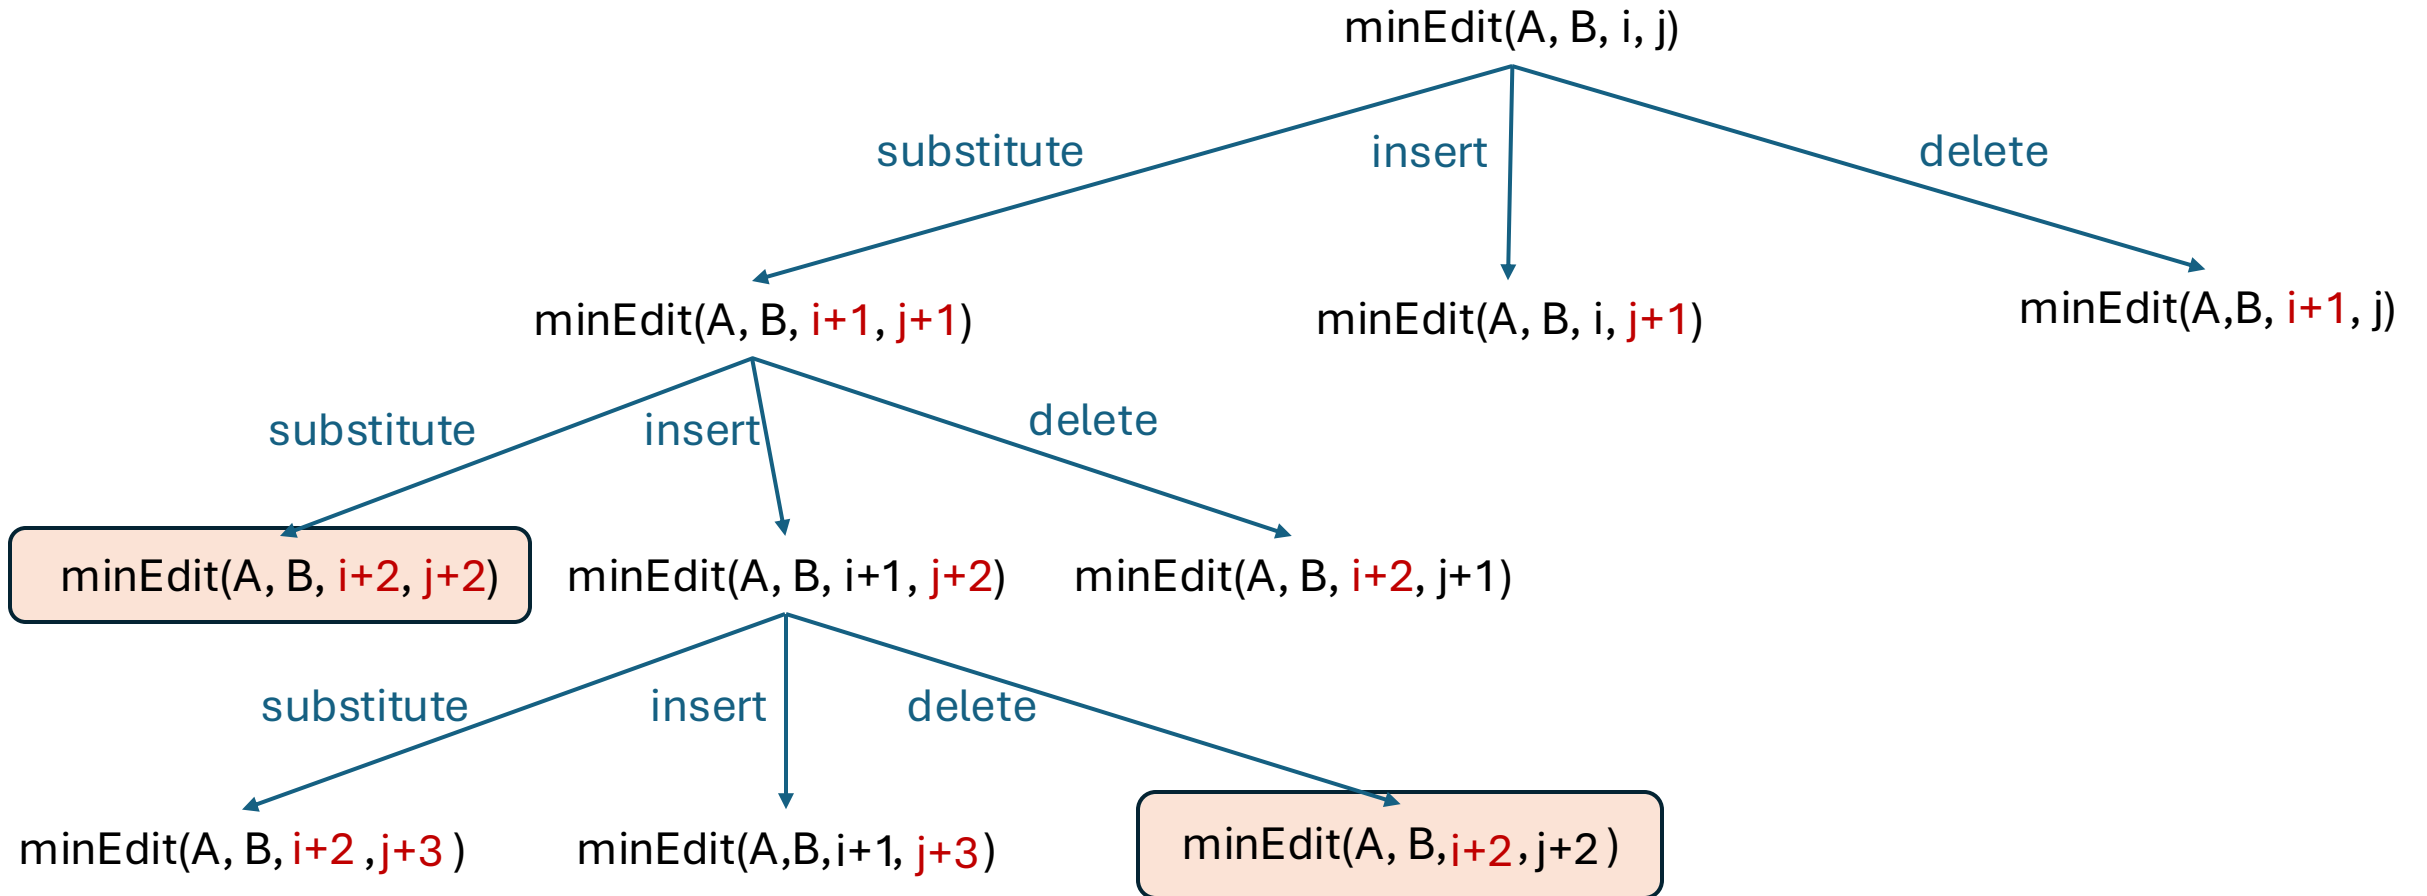 minEdit(A, B, i, j)
substitute
insert
delete
minEdit(A, B, i+1, j+1)
minEdit(A, B, i, j+1)
minEdit(A,B, i+1, j)
substitute
insert
delete
minEdit(A, B, i+2, j+2)
minEdit(A, B, i+1, j+2)
minEdit(A, B, i+2, j+1)
substitute
insert
delete
minEdit(A, B, i+2 ,j+3 )
minEdit(A,B,i+1, j+3)
minEdit(A, B,i+2 ,j+2 )